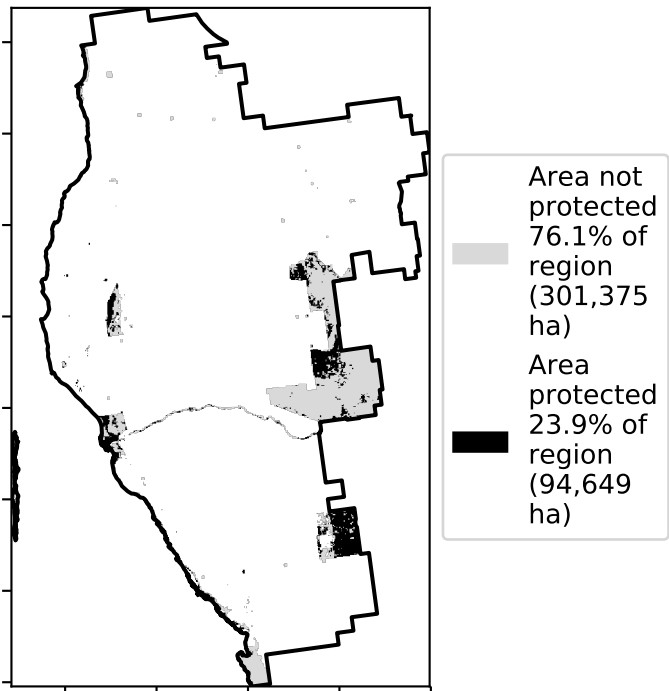 Area not
protected
76.1% of
region
(301,375
ha)
Area
protected
23.9% of
region
(94,649
ha)